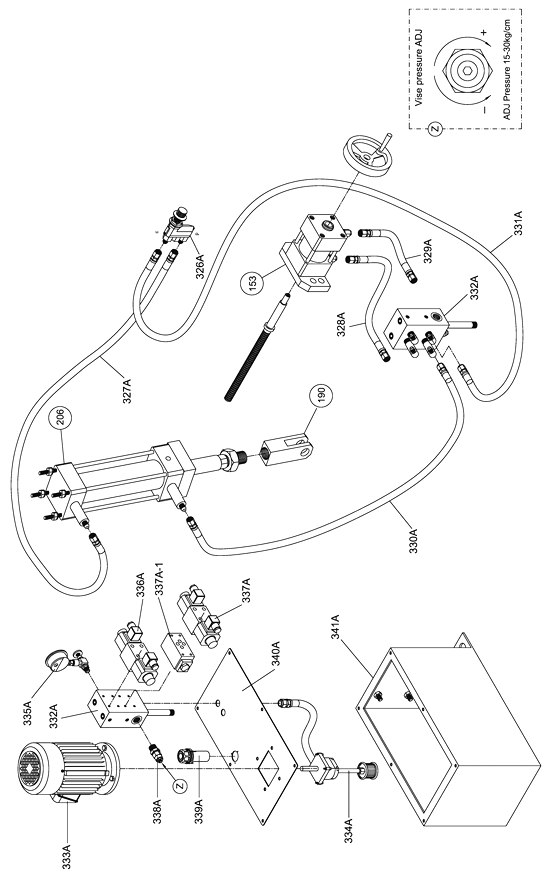 Vise pressure ADJ
+
−
ADJ Pressure 15-30kg/cm
Z
326A
153
331A
329A
332A
328A
327A
206
190
330A
336A
337A-1
337A
335A
332A
340A
341A
338A
Z
339A
333A
334A